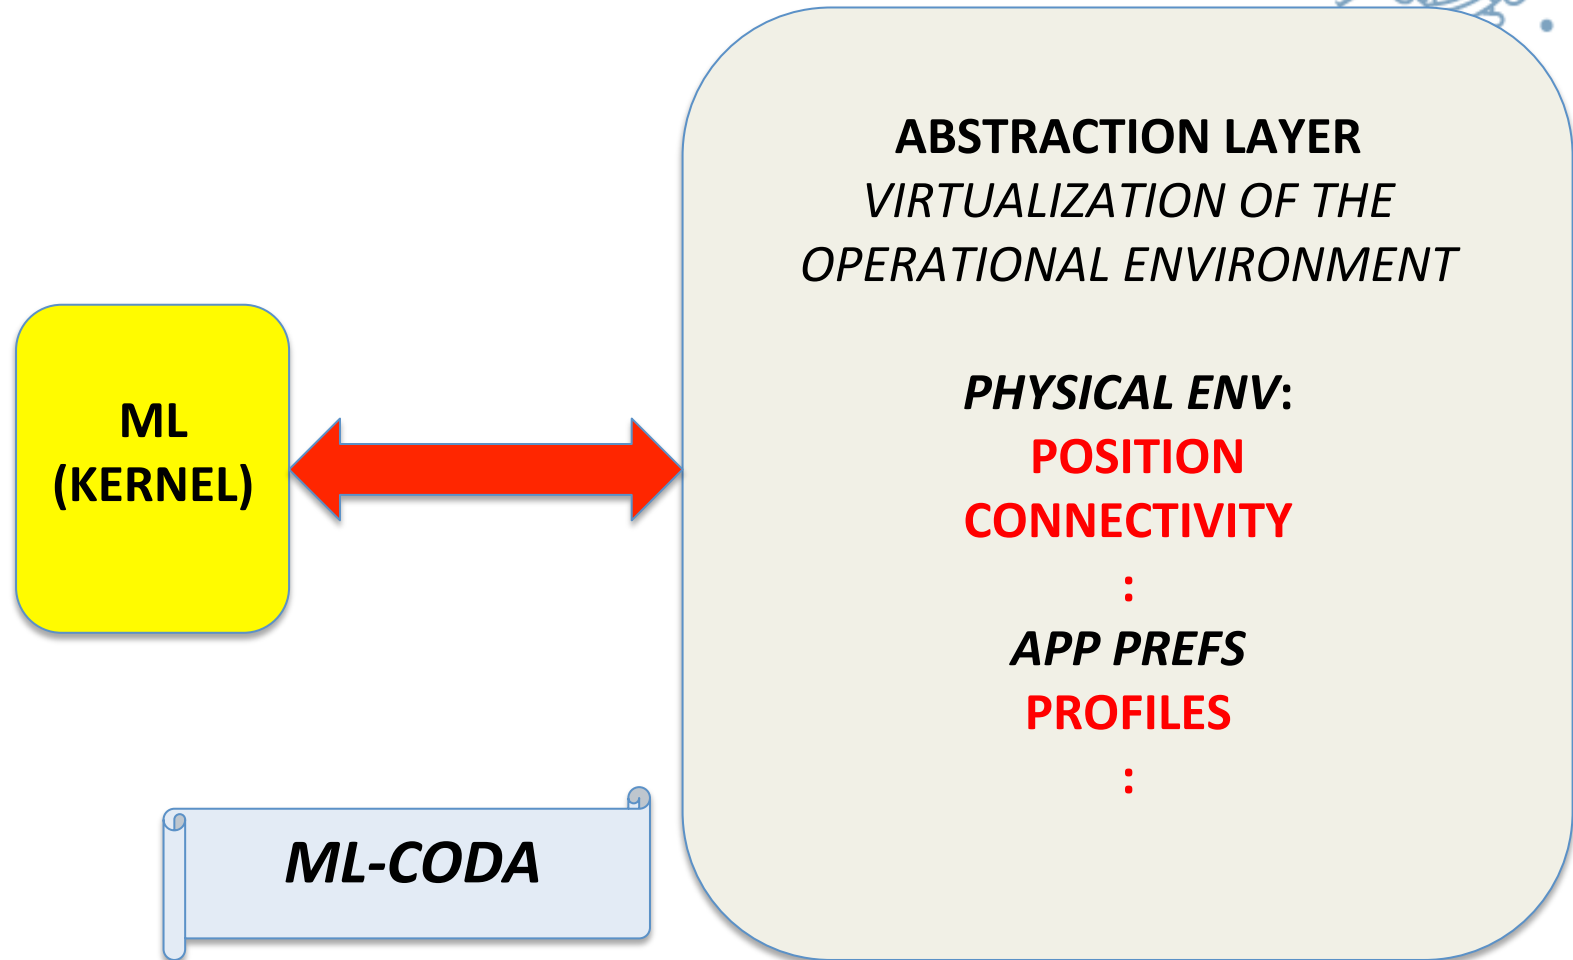 ABSTRACTION LAYER
VIRTUALIZATION OF THE
OPERATIONAL ENVIRONMENT
PHYSICAL ENV:
POSITION
CONNECTIVITY
:
APP PREFS
PROFILES
:
ML
(KERNEL)
ML-CODA